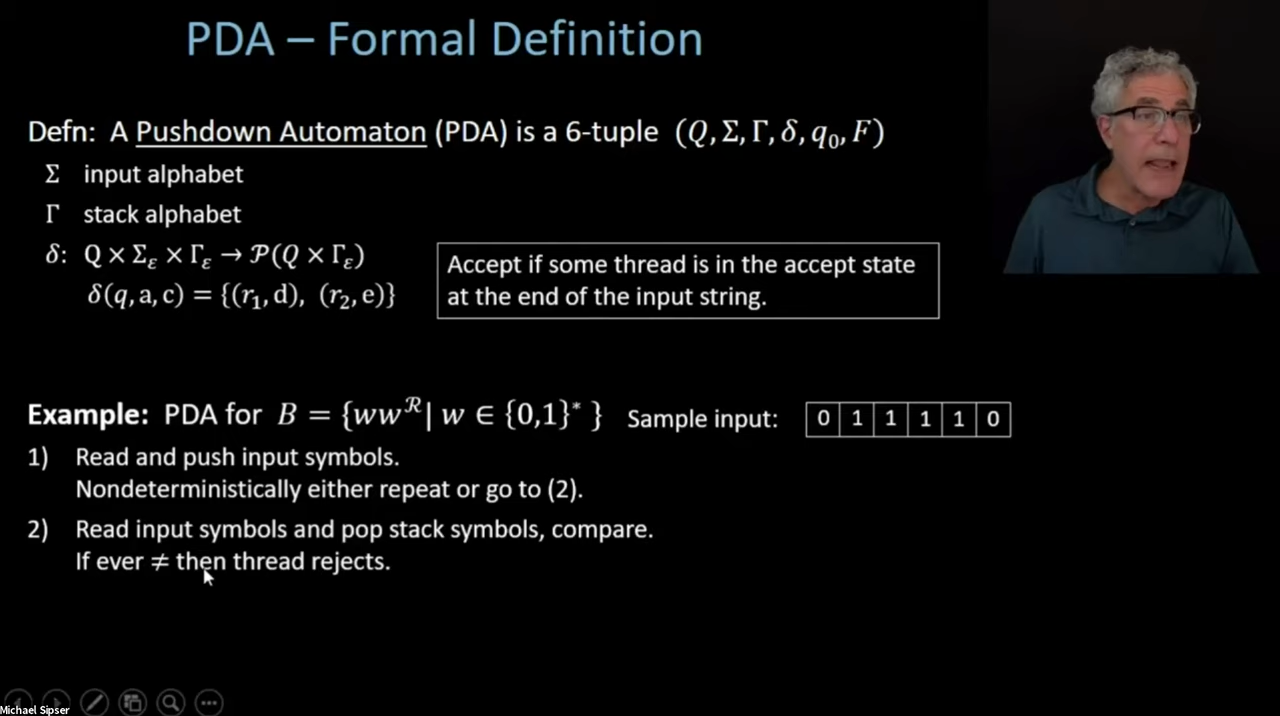 PDA – Formal Definition
Defn: A Pushdown Automaton (PDA) is a 6-tuple (Q, Σ, Γ, δ, q₀, F)
Σ input alphabet
Γ stack alphabet
δ: Q × Σ_ε × Γ_ε → 𝒫(Q × Γ_ε)
δ(q, a, c) = {(r₁, d), (r₂, e)}
Accept if some thread is in the accept state
at the end of the input string.
Example: PDA for B = {wwᴿ| w ∈ {0,1}* } Sample input: 0 1 1 1 1 0
1) Read and push input symbols.
Nondeterministically either repeat or go to (2).
2) Read input symbols and pop stack symbols, compare.
If ever ≠ then thread rejects.
Michael Sipser